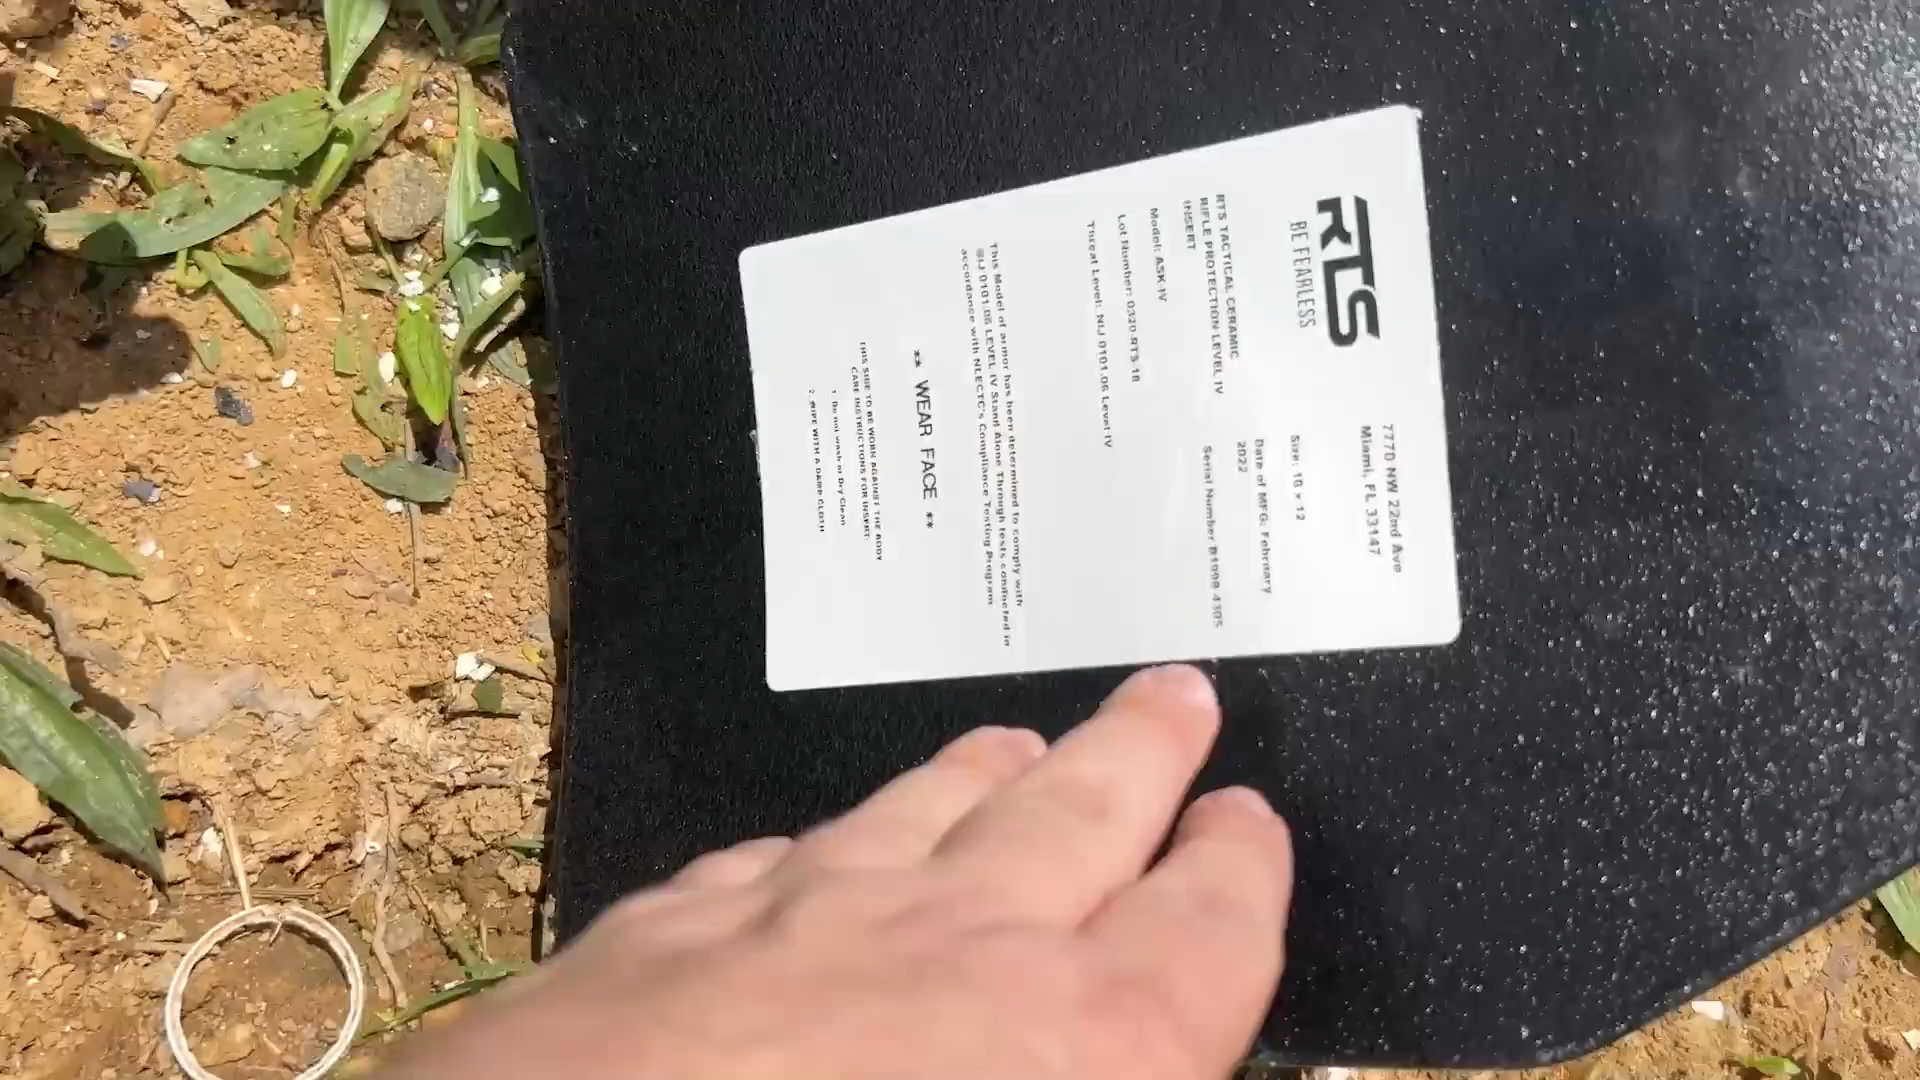 RTS
BE FEARLESS
7770 NW 22nd Ave
Miami, FL 33147
RTS TACTICAL CERAMIC
RIFLE PROTECTION LEVEL IV
INSERT
Size: 10 x 12
Model: ASK IV
Date of MFG: February
2022
Lot Number: 0320-RTS-18
Serial Number
Threat Level: NIJ 0101.06 Level IV
This Model of armor has been determined to comply with
NIJ 0101.06 LEVEL IV Stand Alone Through tests conducted in
accordance with NLECTC's Compliance Testing Program
** WEAR FACE **
THIS SIDE TO BE WORN AGAINST THE BODY
CARE INSTRUCTIONS FOR INSERT:
1. Do not wash or Dry Clean
2. WIPE WITH A DAMP CLOTH